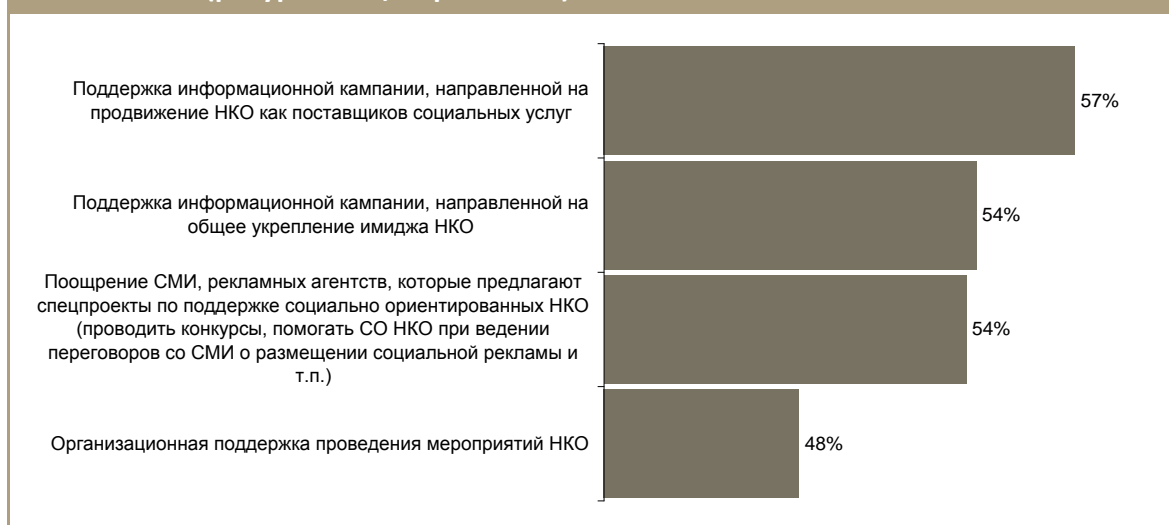 Поддержка информационной кампании, направленной на
продвижение НКО как поставщиков социальных услуг
57%
Поддержка информационной кампании, направленной на
общее укрепление имиджа НКО
54%
Поощрение СМИ, рекламных агентств, которые предлагают
спецпроекты по поддержке социально ориентированных НКО
(проводить конкурсы, помогать СО НКО при ведении
переговоров со СМИ о размещении социальной рекламы и
т.п.)
54%
Организационная поддержка проведения мероприятий НКО
48%